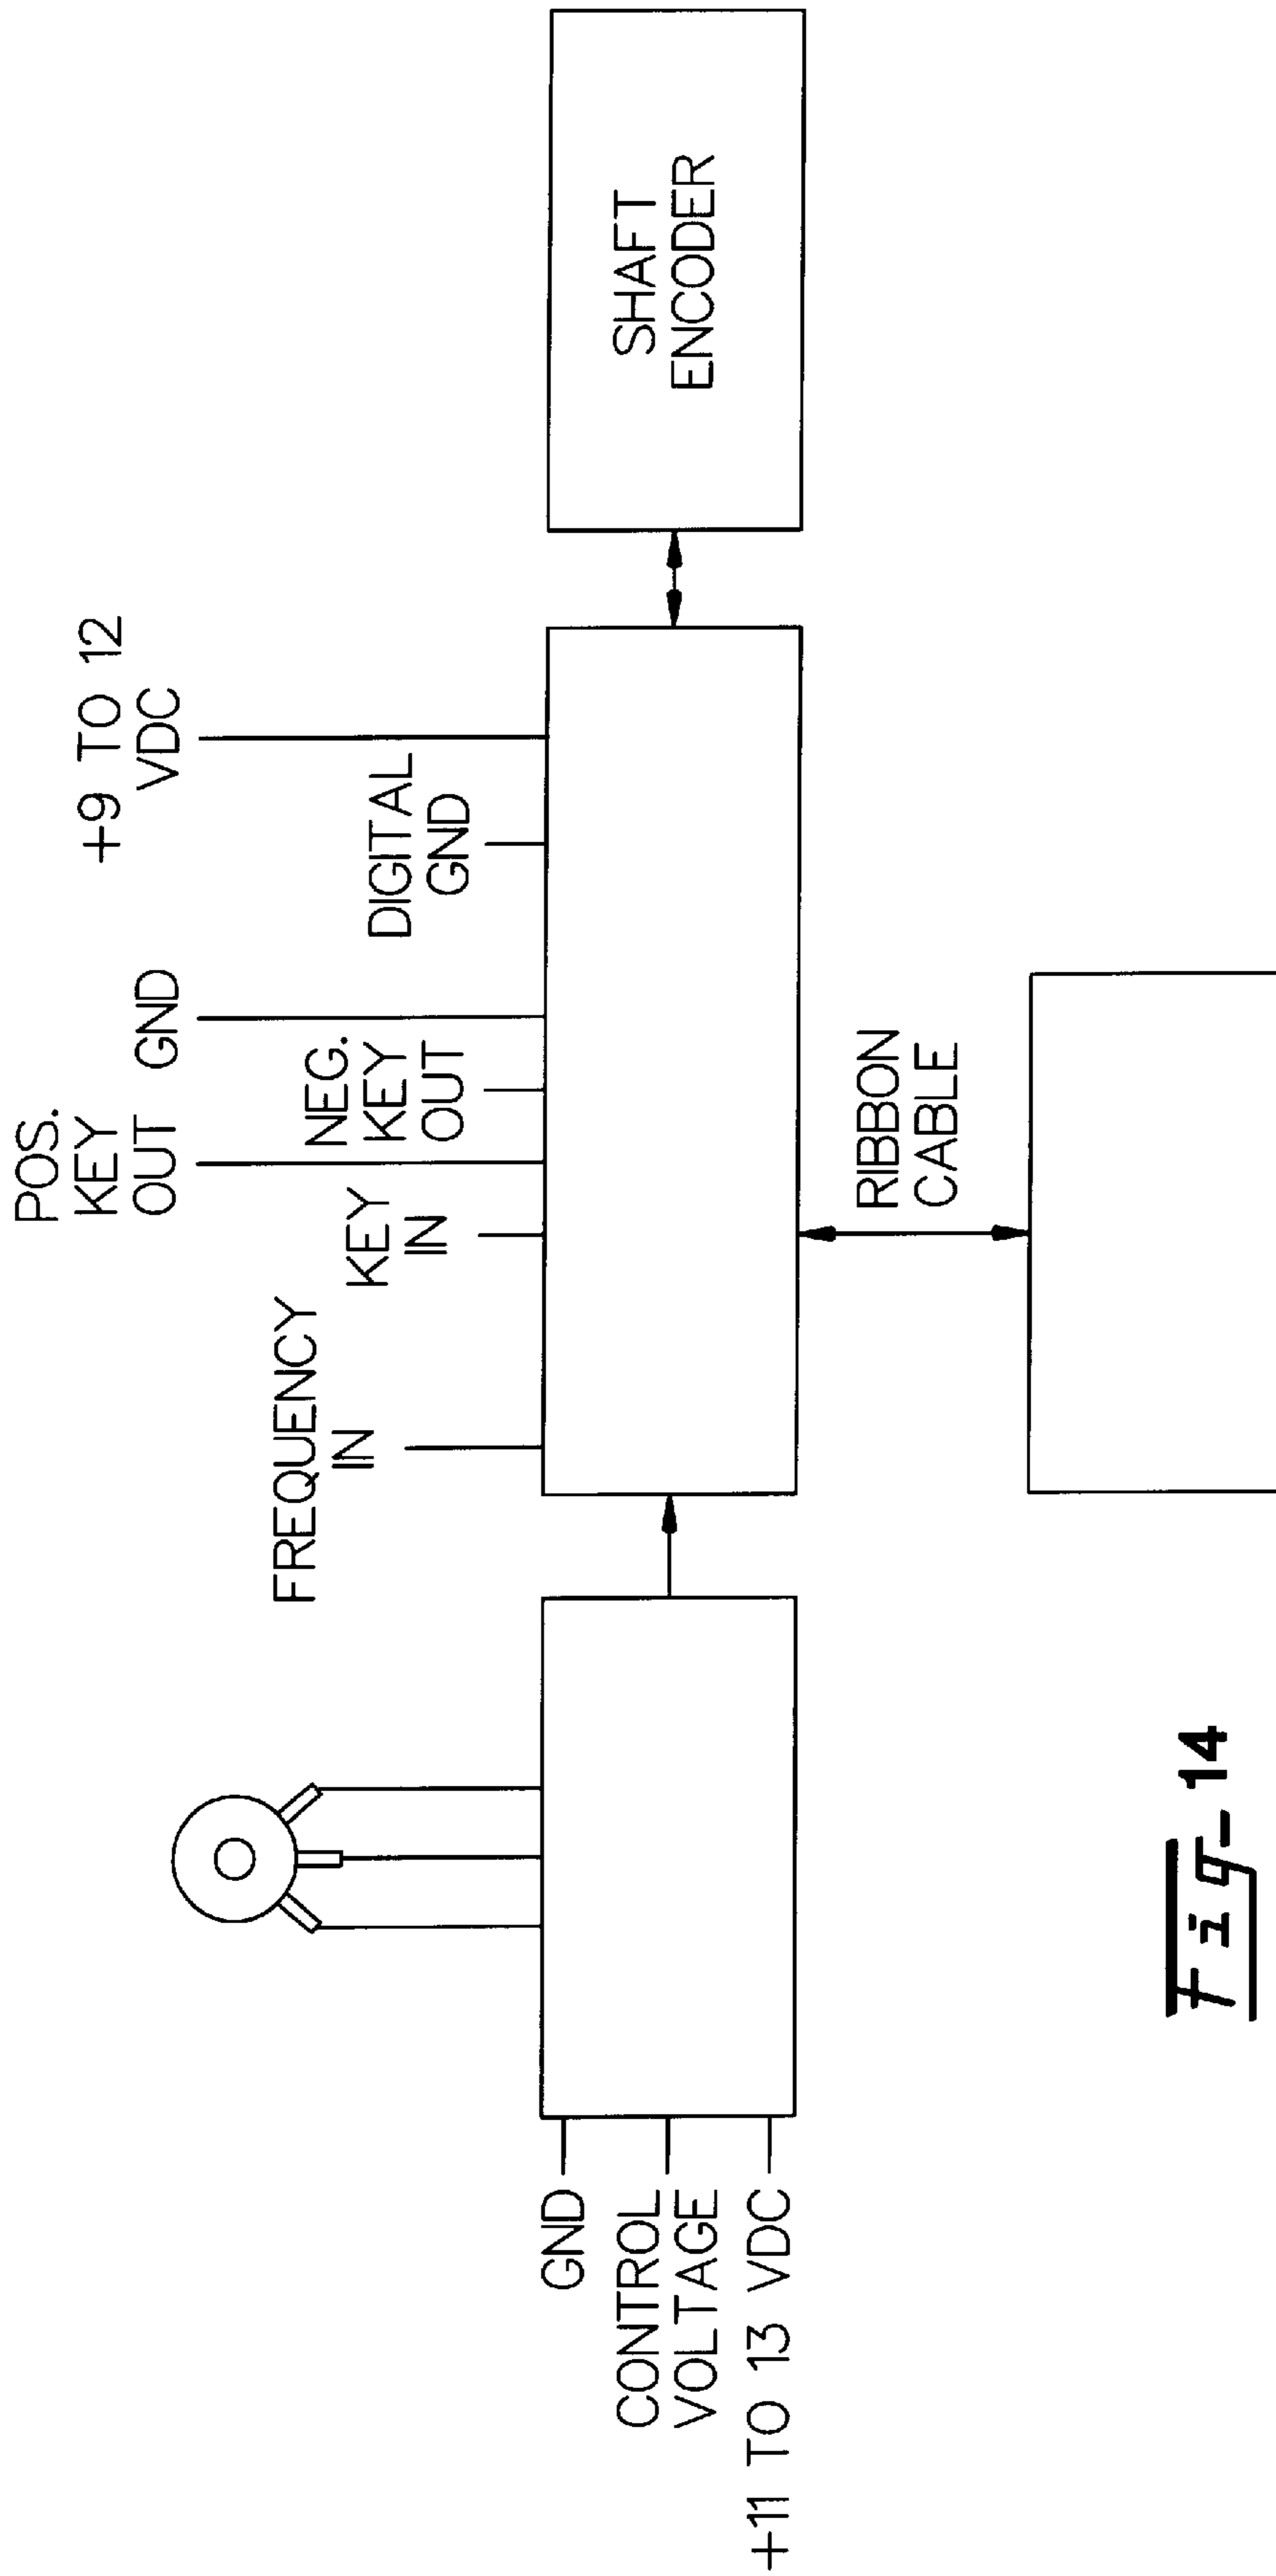 POS.
KEY
OUT
GND
+9 TO 12
VDC
FREQUENCY
IN
KEY
IN
NEG.
KEY
OUT
DIGITAL
GND
SHAFT
ENCODER
GND
CONTROL
VOLTAGE
+11 TO 13 VDC
RIBBON
CABLE
Fig-14